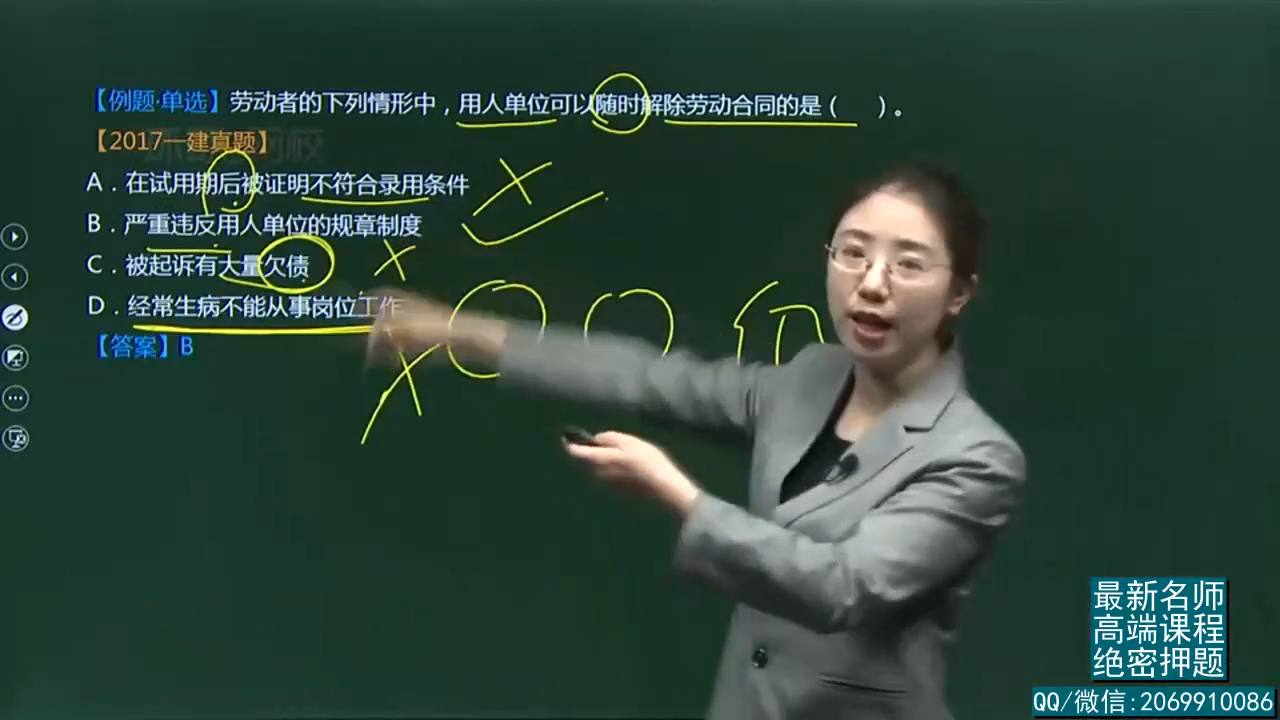 【例题·单选】劳动者的下列情形中，用人单位可以随时解除劳动合同的是（　）。
【2017一建真题】
A．在试用期后被证明不符合录用条件
B．严重违反用人单位的规章制度
C．被起诉有大量欠债
D．经常生病不能从事岗位工作
【答案】B
最新名师
高端课程
绝密押题
QQ/微信:2069910086